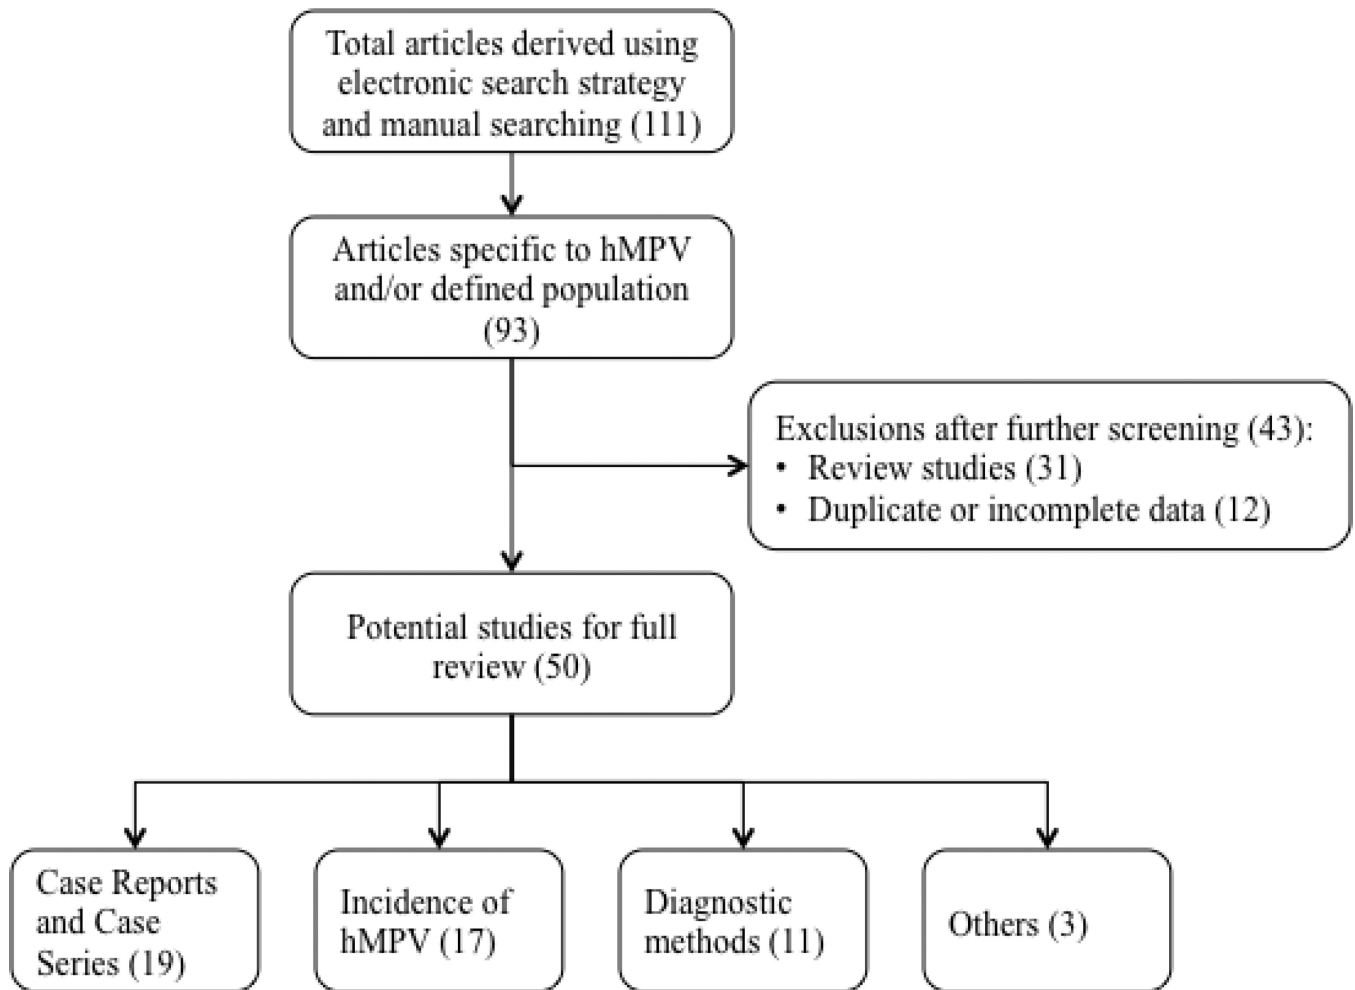 Total articles derived using
electronic search strategy
and manual searching (111)
Articles specific to hMPV
and/or defined population
(93)
Exclusions after further screening (43):
• Review studies (31)
• Duplicate or incomplete data (12)
Potential studies for full
review (50)
Case Reports
and Case
Series (19)
Incidence of
hMPV (17)
Diagnostic
methods (11)
Others (3)